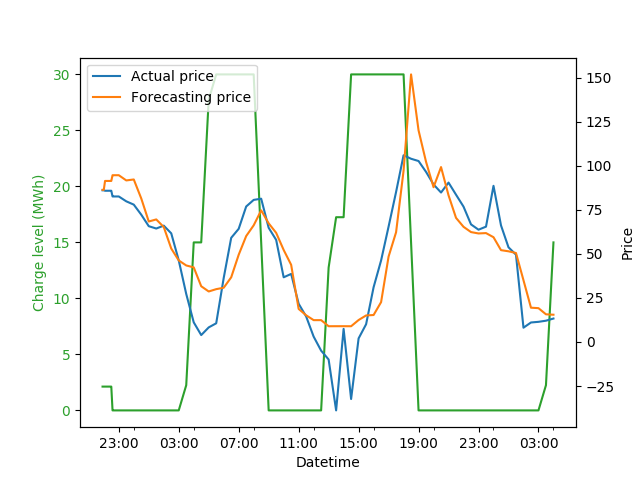 Actual price
Forecasting price
30
25
20
15
10
5
0
Charge level (MWh)
150
125
100
75
50
25
0
−25
Price
23:00 03:00 07:00 11:00 15:00 19:00 23:00 03:00
Datetime